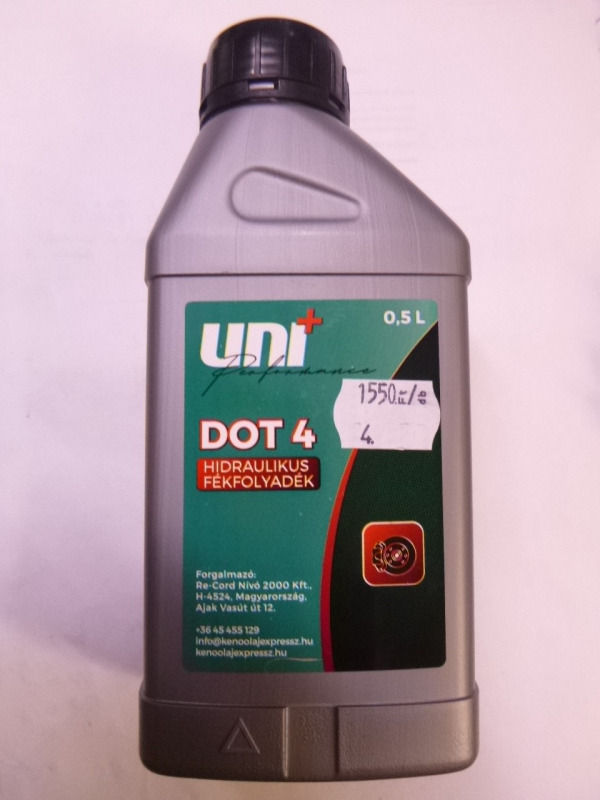 uni+
0,5 L
Performance
1550.Ft/db
4.
DOT 4
HIDRAULIKUS
FÉKFOLYADÉK
Forgalmazó:
Re-Cord Nívó 2000 Kft.,
H-4524, Magyarország,
Ajak Vasút út 12.
+36 45 455 129
info@kenoolajexpressz.hu
kenoolajexpressz.hu